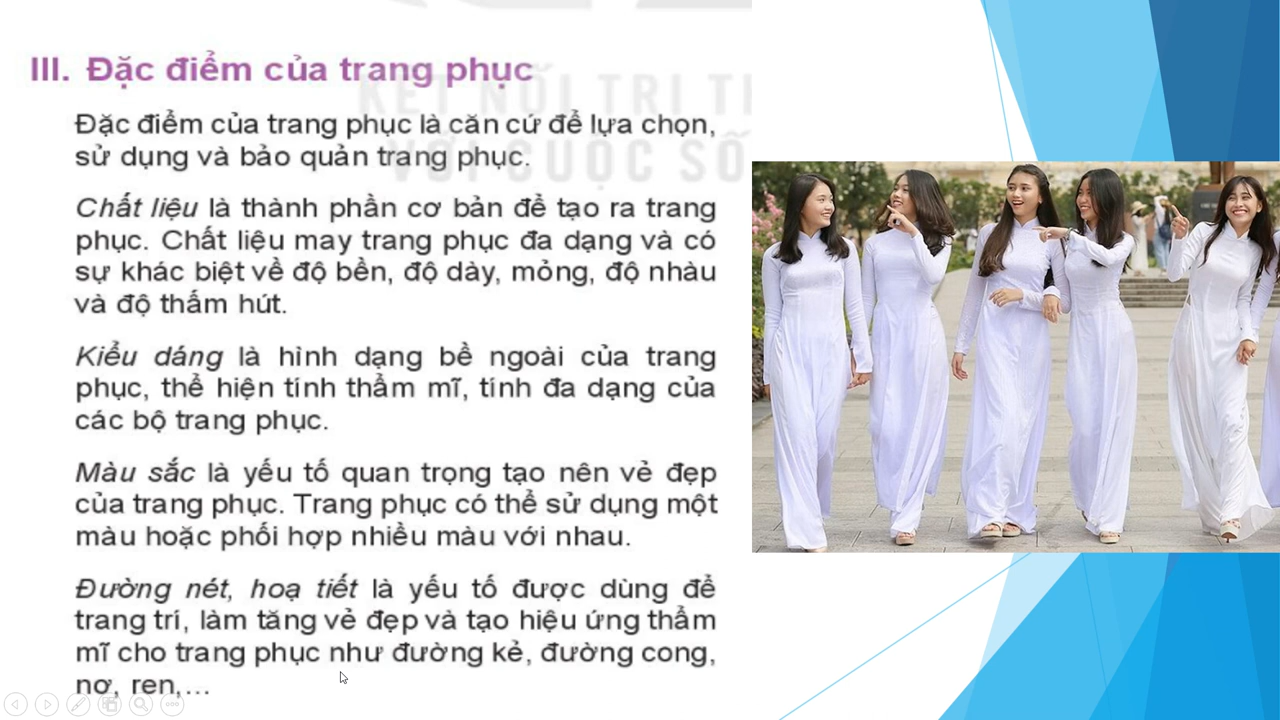 III. Đặc điểm của trang phục
KẾT NỐI TRI TH
VỚI CUỘC SỐ
Đặc điểm của trang phục là căn cứ để lựa chọn,
sử dụng và bảo quản trang phục.
Chất liệu là thành phần cơ bản để tạo ra trang
phục. Chất liệu may trang phục đa dạng và có
sự khác biệt về độ bền, độ dày, mỏng, độ nhàu
và độ thấm hút.
Kiểu dáng là hình dạng bề ngoài của trang
phục, thể hiện tính thẩm mĩ, tính đa dạng của
các bộ trang phục.
Màu sắc là yếu tố quan trọng tạo nên vẻ đẹp
của trang phục. Trang phục có thể sử dụng một
màu hoặc phối hợp nhiều màu với nhau.
Đường nét, hoạ tiết là yếu tố được dùng để
trang trí, làm tăng vẻ đẹp và tạo hiệu ứng thẩm
mĩ cho trang phục như đường kẻ, đường cong,
nơ, ren,...